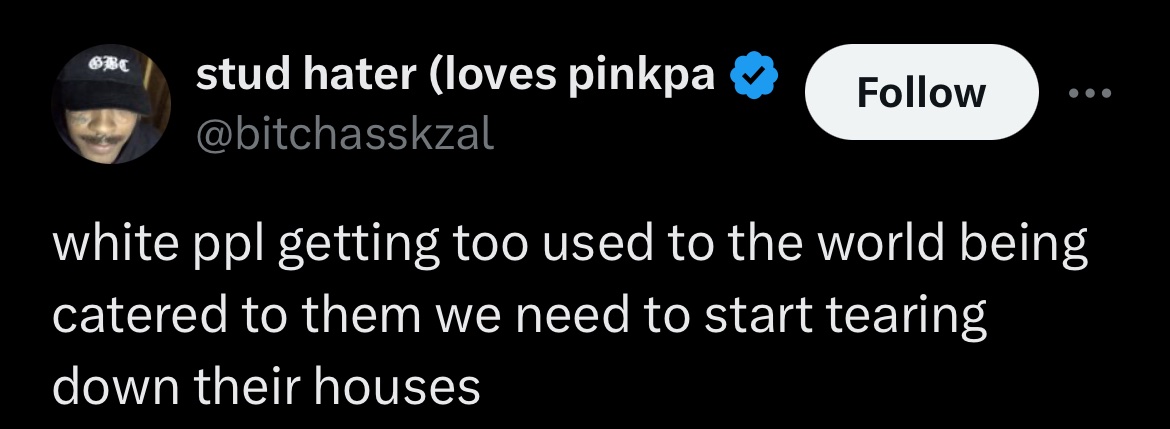 GBC
stud hater (loves pinkpa
Follow
@bitchasskzal
white ppl getting too used to the world being
catered to them we need to start tearing
down their houses